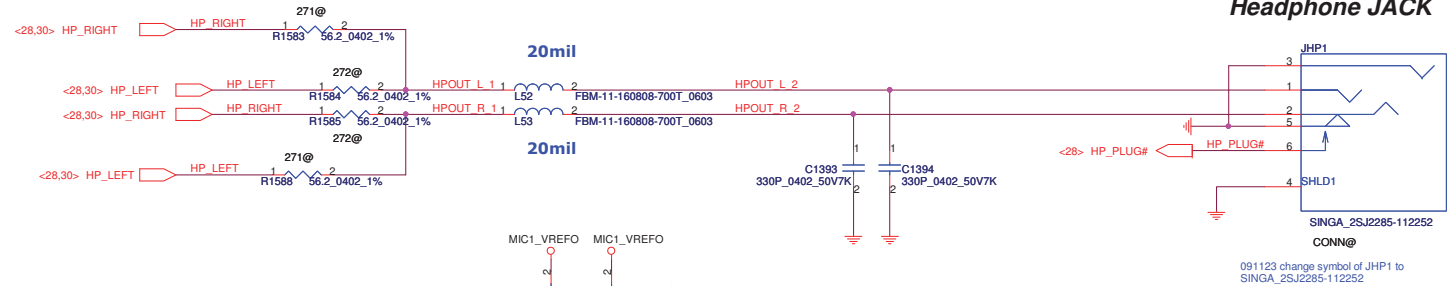 Headphone JACK
271@
<28,30> HP_RIGHT HP_RIGHT 1 2
R1583 56.2_0402_1%
JHP1
20mil
3
272@
<28,30> HP_LEFT HP_LEFT 1 2 HPOUT_L_1 1 2 HPOUT_L_2 1
R1584 56.2_0402_1% L52 FBM-11-160808-700T_0603
<28,30> HP_RIGHT HP_RIGHT 1 2 HPOUT_R_1 1 2 HPOUT_R_2 2
R1585 56.2_0402_1% L53 FBM-11-160808-700T_0603
5
272@
20mil
271@
<28> HP_PLUG# HP_PLUG# 6
<28,30> HP_LEFT HP_LEFT 1 2
R1588 56.2_0402_1%
1 1
C1393 C1394
330P_0402_50V7K 330P_0402_50V7K
2 2
4 SHLD1
SINGA_2SJ2285-112252
CONN@
MIC1_VREFO MIC1_VREFO
2 2
091123 change symbol of JHP1 to
SINGA_2SJ2285-112252